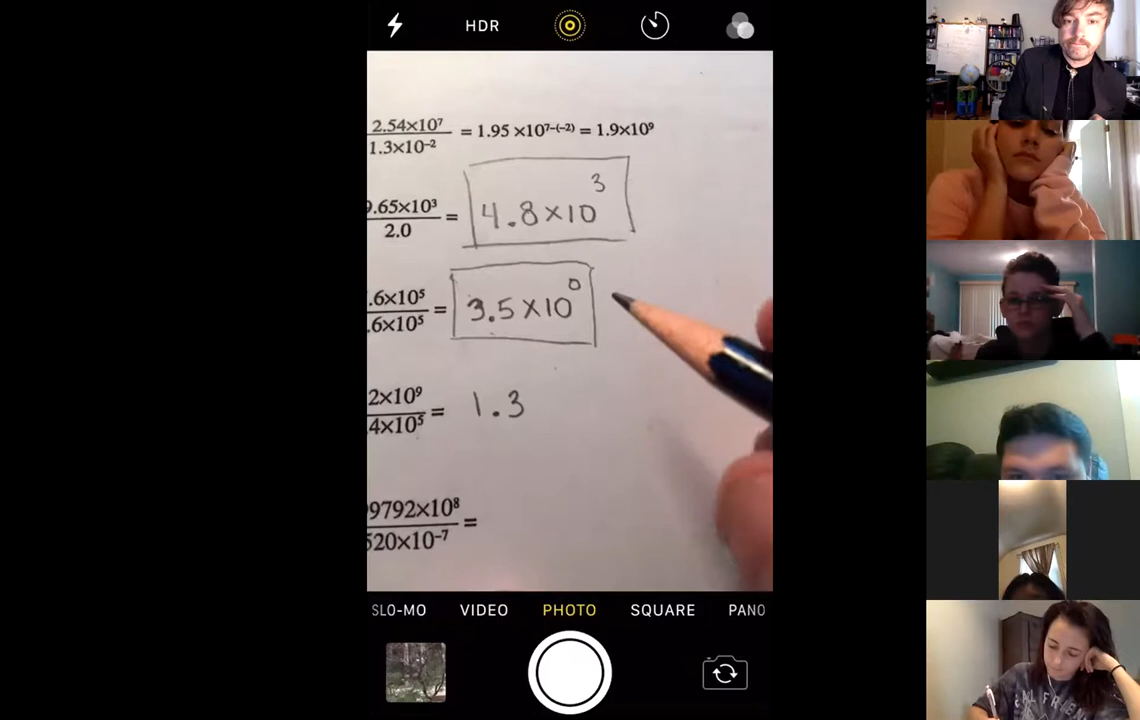 HDR
2.54×10⁷ / 1.3×10⁻² = 1.95 ×10⁷⁻⁽⁻²⁾ = 1.9×10⁹
9.65×10³ / 2.0 = 4.8×10³
.6×10⁵ / .6×10⁵ = 3.5×10⁰
2×10⁹ / 4×10⁵ = 1.3
99792×10⁸ / 520×10⁻⁷ =
SLO-MO VIDEO PHOTO SQUARE PANO